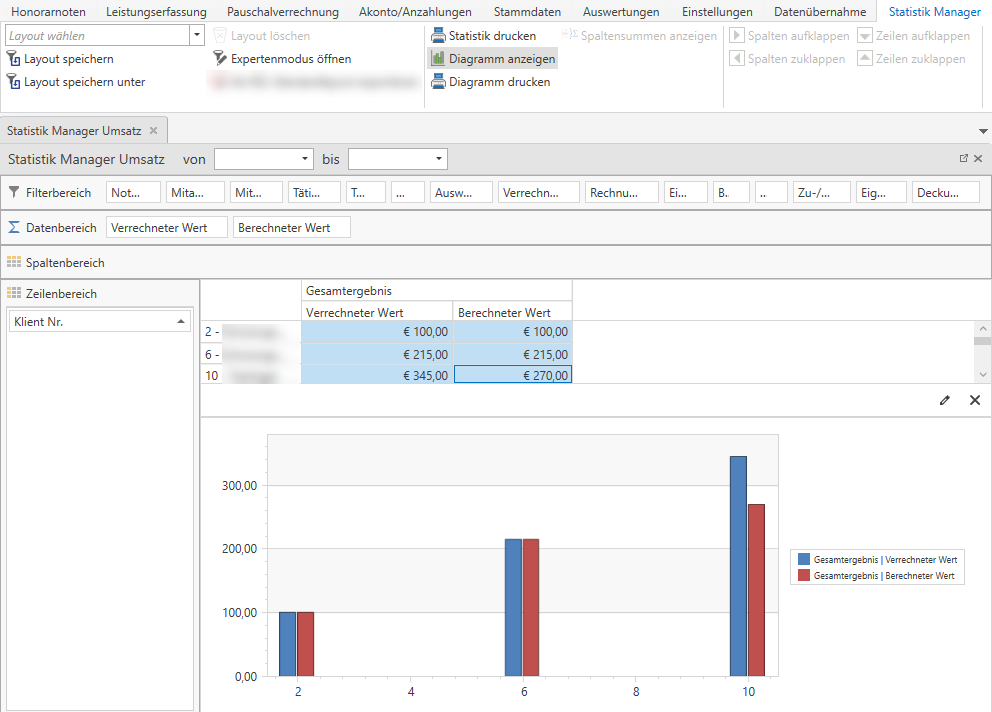 Honorarnoten Leistungserfassung Pauschalverrechnung Akonto/Anzahlungen Stammdaten Auswertungen Einstellungen Datenübernahme Statistik Manager
Layout wählen Layout löschen Statistik drucken Spaltensummen anzeigen Spalten aufklappen Zeilen aufklappen
Layout speichern Expertenmodus öffnen Diagramm anzeigen Spalten zuklappen Zeilen zuklappen
Layout speichern unter Diagramm drucken
Statistik Manager Umsatz
Statistik Manager Umsatz von bis
Filterbereich Not... Mita... Mit... Täti... T... ... Ausw... Verrechn... Rechnu... Ei... B.. .. Zu-/... Eig... Decku...
Datenbereich Verrechneter Wert Berechneter Wert
Spaltenbereich
Zeilenbereich Gesamtergebnis
Klient Nr. Verrechneter Wert Berechneter Wert
2 - € 100,00 € 100,00
6 - € 215,00 € 215,00
10 € 345,00 € 270,00
300,00
200,00
100,00
0,00
2 4 6 8 10
Gesamtergebnis | Verrechneter Wert
Gesamtergebnis | Berechneter Wert